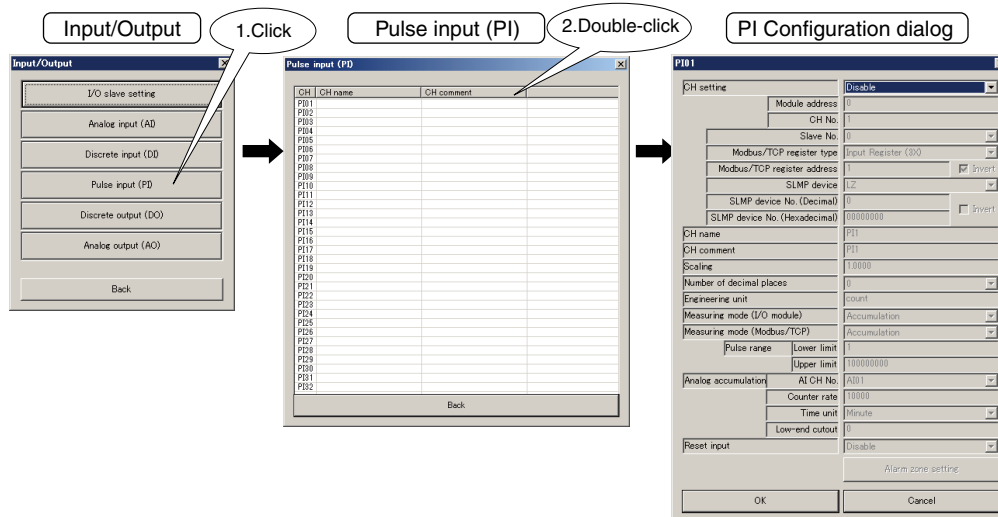 Input/Output
1.Click
Pulse input (PI)
2.Double-click
PI Configuration dialog
Input/Output
I/O slave setting
Analog input (AI)
Discrete input (DI)
Pulse input (PI)
Discrete output (DO)
Analog output (AO)
Back
Pulse input (PI)
CH CH name CH comment
PI01
PI02
PI03
PI04
PI05
PI06
PI07
PI08
PI09
PI10
PI11
PI12
PI13
PI14
PI15
PI16
PI17
PI18
PI19
PI20
PI21
PI22
PI23
PI24
PI25
PI26
PI27
PI28
PI29
PI30
PI31
PI32
Back
PI01
CH setting Disable
Module address 0
CH No. 1
Slave No. 0
Modbus/TCP register type Input Register (3X)
Modbus/TCP register address 1 Invert
SLMP device LZ
SLMP device No. (Decimal) 0 Invert
SLMP device No. (Hexadecimal) 00000000
CH name PI1
CH comment PI1
Scaling 1.0000
Number of decimal places 0
Engineering unit count
Measuring mode (I/O module) Accumulation
Measuring mode (Modbus/TCP) Accumulation
Pulse range Lower limit 1
Upper limit 100000000
Analog accumulation AI CH No. AI01
Counter rate 10000
Time unit Minute
Low-end cutout 0
Reset input Disable
Alarm zone setting
OK Cancel